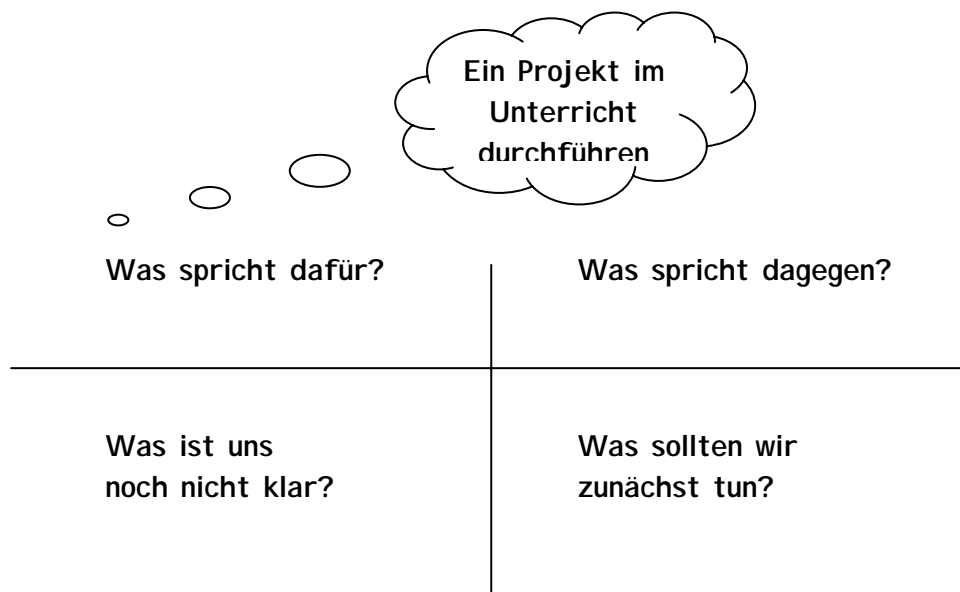 Ein Projekt im
Unterricht
durchführen
Was spricht dafür?
Was spricht dagegen?
Was ist uns
noch nicht klar?
Was sollten wir
zunächst tun?